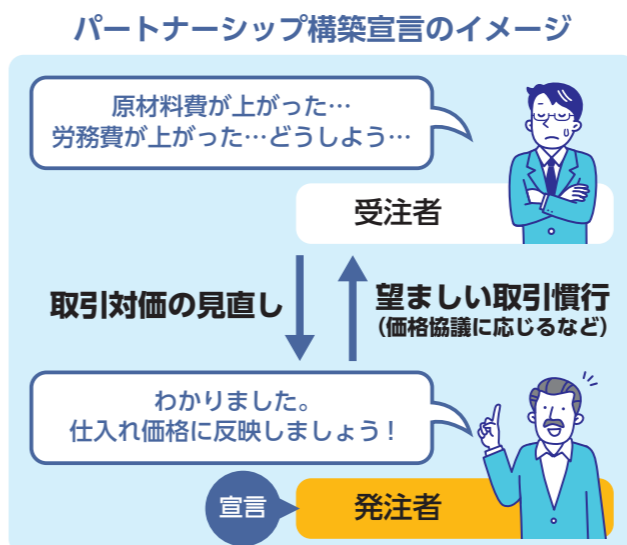 パートナーシップ構築宣言のイメージ
原材料費が上がった…
労務費が上がった…どうしよう…
受注者
取引対価の見直し
望ましい取引慣行
(価格協議に応じるなど)
わかりました。
仕入れ価格に反映しましょう!
宣言
発注者